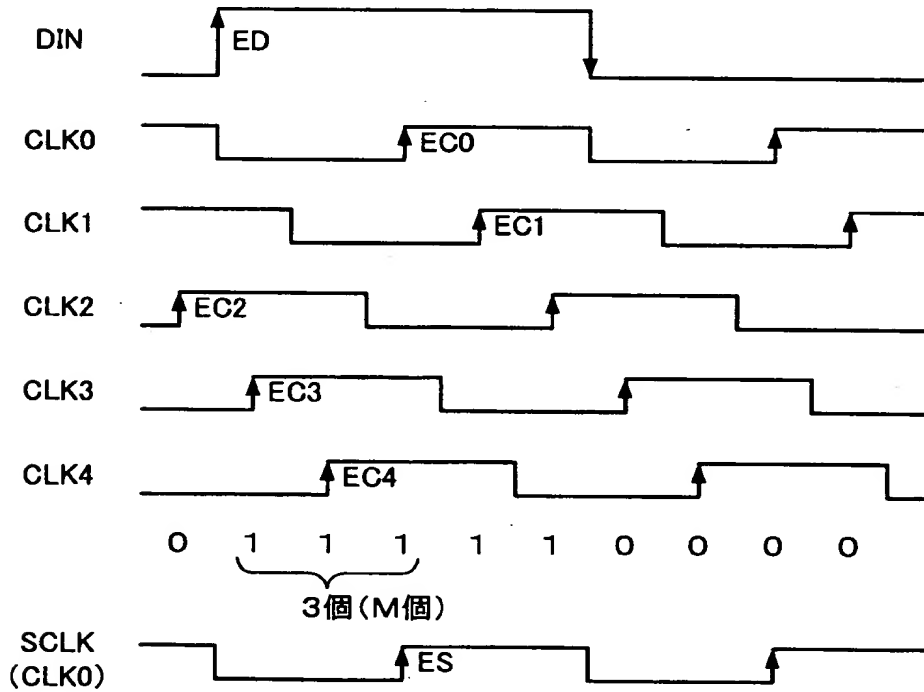 DIN
ED
CLK0
EC0
CLK1
EC1
CLK2
EC2
CLK3
EC3
CLK4
EC4
0 1 1 1 1 1 0 0 0 0
3個(M個)
SCLK
(CLK0)
ES